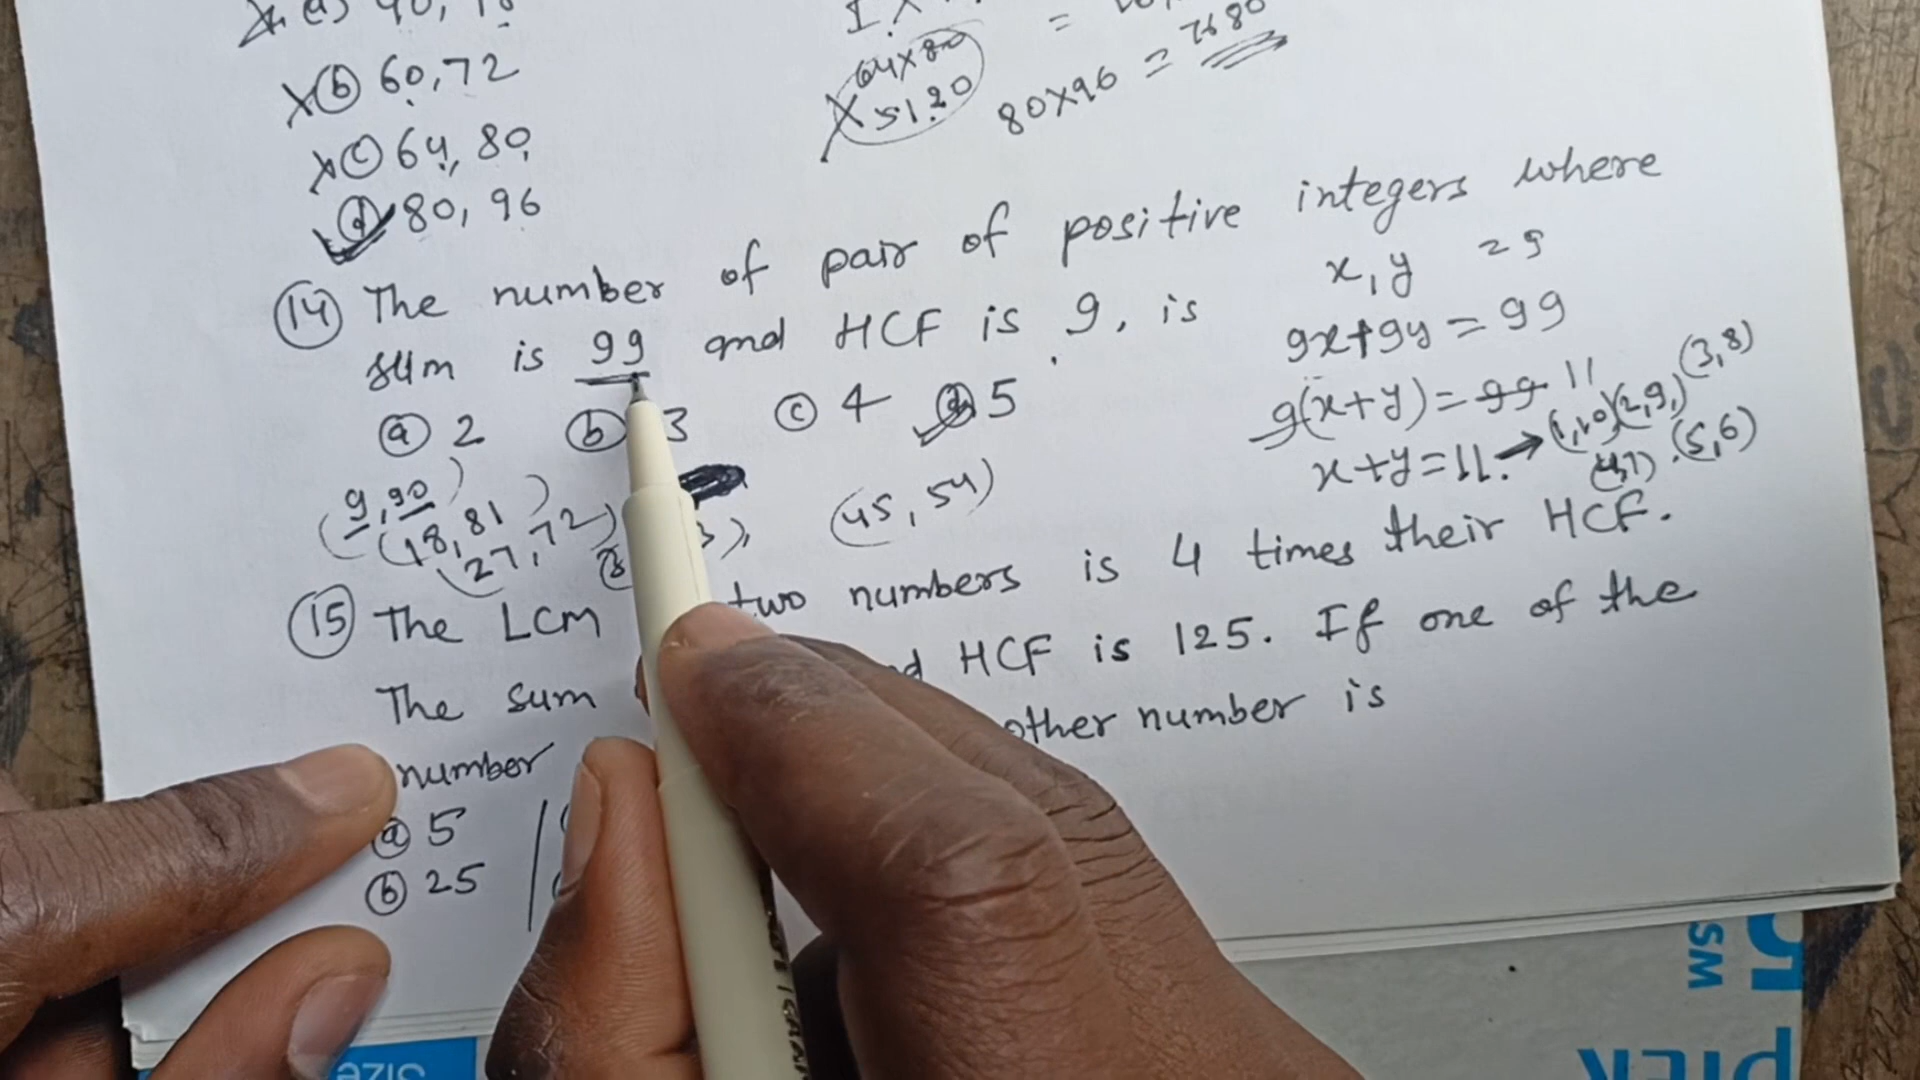 ⓑ 60,72
ⓒ 64,80
ⓓ 80,96
64×80
5120
80×96 = 7680
⑭ The number of pair of positive integers where
sum is 99 and HCF is 9, is
ⓐ 2 ⓑ 3 ⓒ 4 ⓓ 5
x,y = 9
9x+9y = 99
9(x+y) = 99 11
x+y=11. → (1,10)(2,9,)(3,8)
(4,7).(5,6)
(9,90)
(18,81)
(27,72)
(45,54)
⑮ The LCM two numbers is 4 times their HCF.
The sum HCF is 125. If one of the
number other number is
ⓐ 5
ⓑ 25
SM
Size